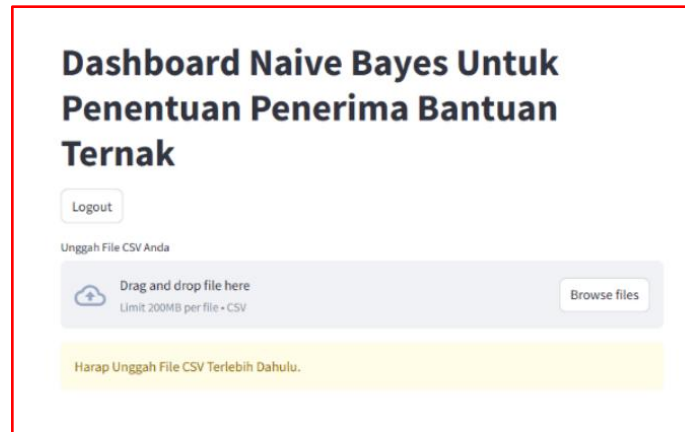 Dashboard Naive Bayes Untuk
Penentuan Penerima Bantuan
Ternak
Logout
Unggah File CSV Anda
Drag and drop file here
Limit 200MB per file • CSV
Browse files
Harap Unggah File CSV Terlebih Dahulu.